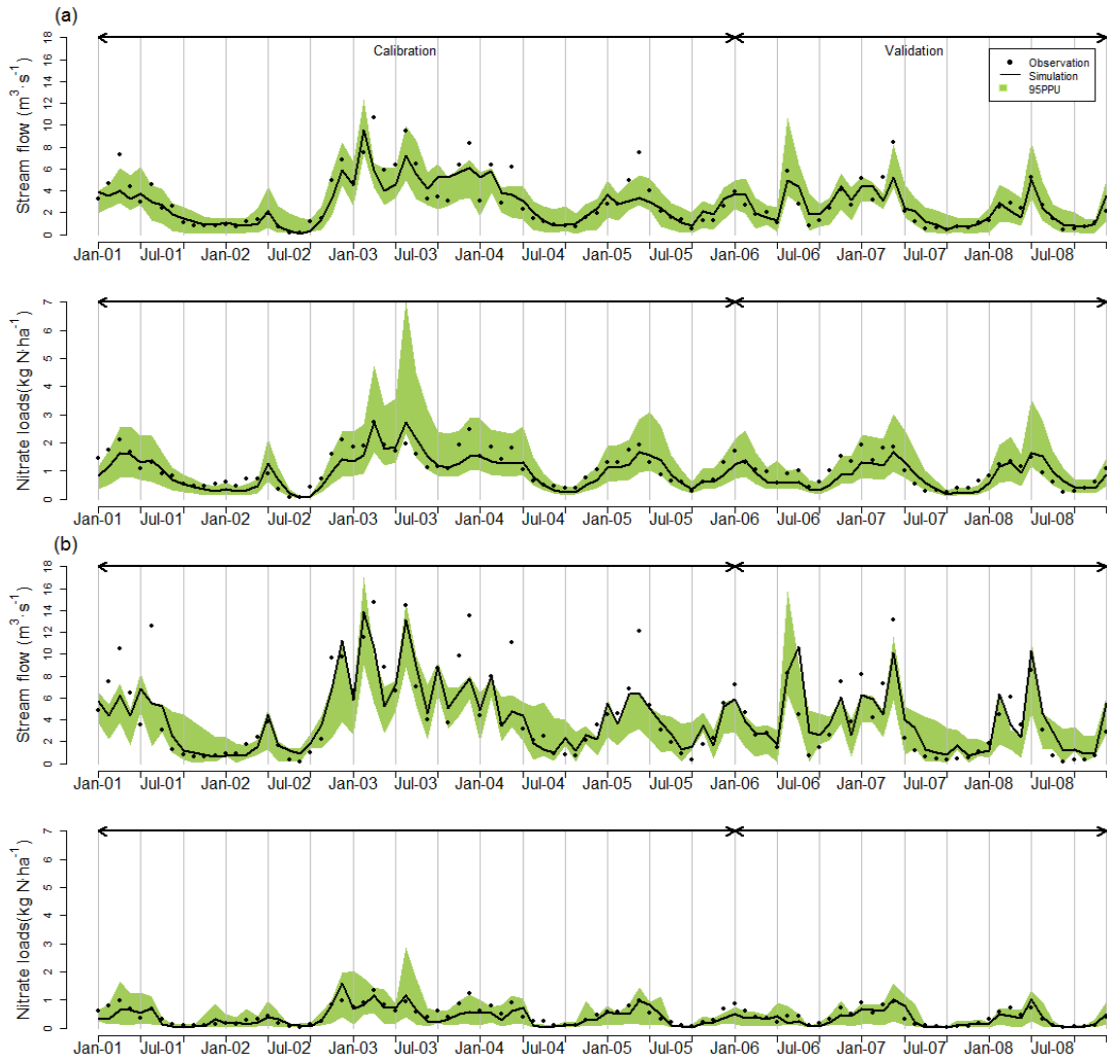 (a)
Stream flow (m³·s⁻¹)
18
16
14
12
10
8
6
4
2
0
Calibration
Validation
Observation
Simulation
95PPU
Jan-01 Jul-01 Jan-02 Jul-02 Jan-03 Jul-03 Jan-04 Jul-04 Jan-05 Jul-05 Jan-06 Jul-06 Jan-07 Jul-07 Jan-08 Jul-08
Nitrate loads(kg N·ha⁻¹)
7
6
5
4
3
2
1
0
Jan-01 Jul-01 Jan-02 Jul-02 Jan-03 Jul-03 Jan-04 Jul-04 Jan-05 Jul-05 Jan-06 Jul-06 Jan-07 Jul-07 Jan-08 Jul-08
(b)
Stream flow (m³·s⁻¹)
18
16
14
12
10
8
6
4
2
0
Jan-01 Jul-01 Jan-02 Jul-02 Jan-03 Jul-03 Jan-04 Jul-04 Jan-05 Jul-05 Jan-06 Jul-06 Jan-07 Jul-07 Jan-08 Jul-08
Nitrate loads(kg N·ha⁻¹)
7
6
5
4
3
2
1
0
Jan-01 Jul-01 Jan-02 Jul-02 Jan-03 Jul-03 Jan-04 Jul-04 Jan-05 Jul-05 Jan-06 Jul-06 Jan-07 Jul-07 Jan-08 Jul-08